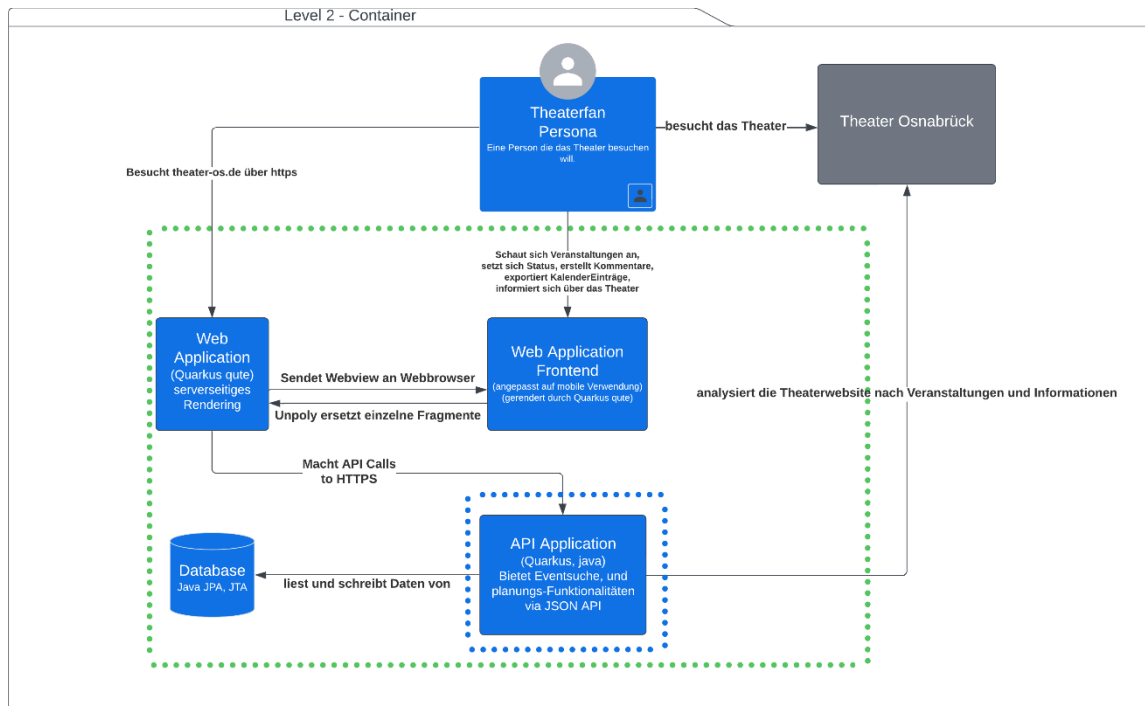 Level 2 - Container
Theaterfan
Persona
Eine Person die das Theater besuchen
will.
besucht das Theater
Theater Osnabrück
Besucht theater-os.de über https
Schaut sich Veranstaltungen an,
setzt sich Status, erstellt Kommentare,
exportiert KalenderEinträge,
informiert sich über das Theater
Web
Application
(Quarkus qute)
serverseitiges
Rendering
Sendet Webview an Webbrowser
Unpoly ersetzt einzelne Fragmente
Web Application
Frontend
(angepasst auf mobile Verwendung)
(gerendert durch Quarkus qute)
analysiert die Theaterwebsite nach Veranstaltungen und Informationen
Macht API Calls
to HTTPS
API Application
(Quarkus, java)
Bietet Eventsuche, und
planungs-Funktionalitäten
via JSON API
liest und schreibt Daten von
Database
Java JPA, JTA